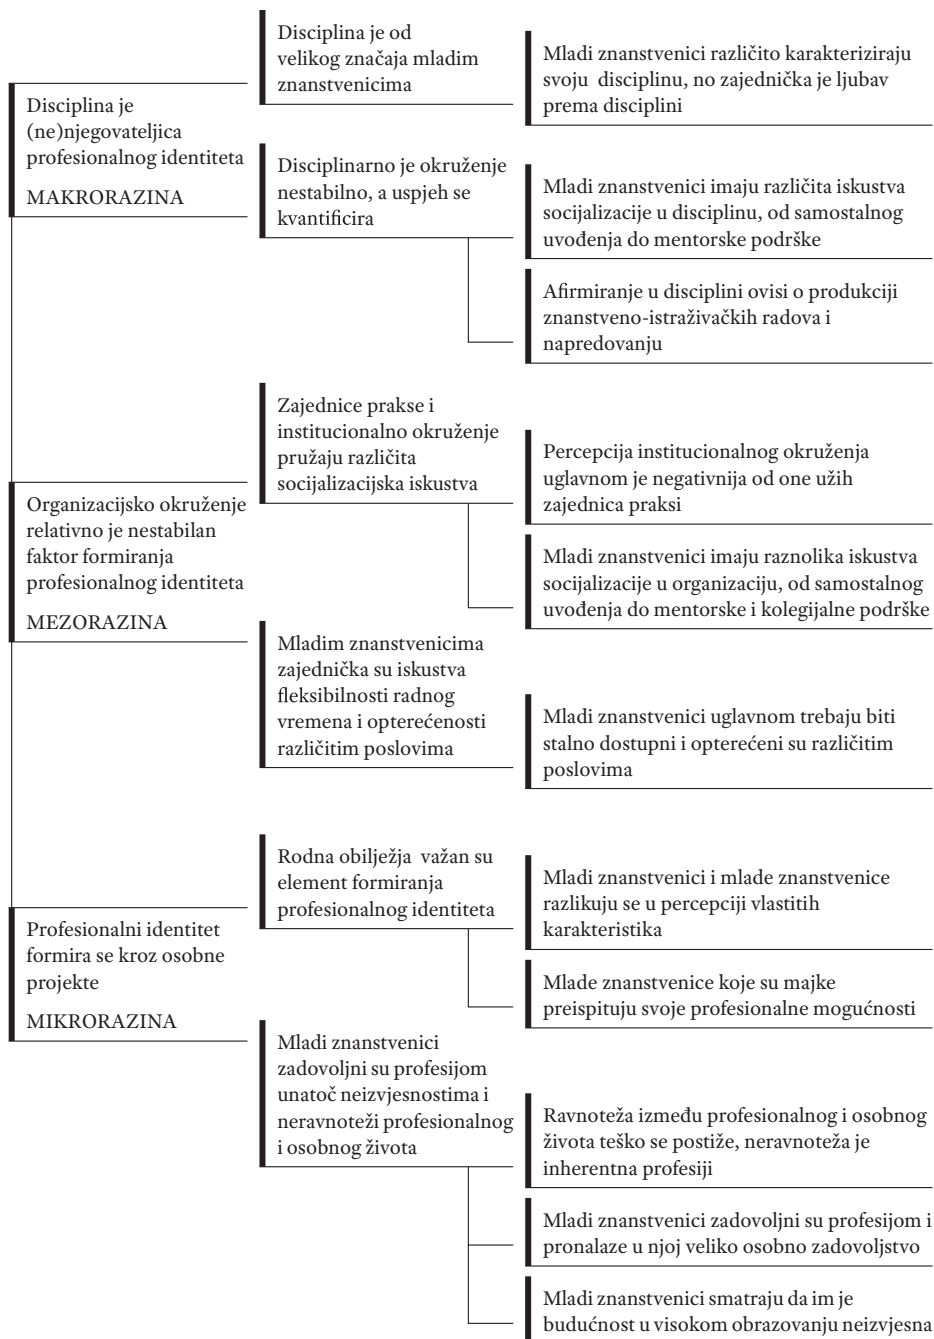 Disciplina je
(ne)njegovateljica
profesionalnog identiteta
MAKRORAZINA
Disciplina je od
velikog značaja mladim
znanstvenicima
Mladi znanstvenici različito karakteriziraju
svoju disciplinu, no zajednička je ljubav
prema disciplini
Disciplinarno je okruženje
nestabilno, a uspjeh se
kvantificira
Mladi znanstvenici imaju različita iskustva
socijalizacije u disciplinu, od samostalnog
uvođenja do mentorske podrške
Afirmiranje u disciplini ovisi o produkciji
znanstveno-istraživačkih radova i
napredovanju
Organizacijsko okruženje
relativno je nestabilan
faktor formiranja
profesionalnog identiteta
MEZORAZINA
Zajednice prakse i
institucionalno okruženje
pružaju različita
socijalizacijska iskustva
Percepcija institucionalnog okruženja
uglavnom je negativnija od one užih
zajednica praksi
Mladi znanstvenici imaju raznolika iskustva
socijalizacije u organizaciju, od samostalnog
uvođenja do mentorske i kolegijalne podrške
Mladim znanstvenicima
zajednička su iskustva
fleksibilnosti radnog
vremena i opterećenosti
različitim poslovima
Mladi znanstvenici uglavnom trebaju biti
stalno dostupni i opterećeni su različitim
poslovima
Profesionalni identitet
formira se kroz osobne
projekte
MIKRORAZINA
Rodna obilježja važan su
element formiranja
profesionalnog identiteta
Mladi znanstvenici i mlade znanstvenice
razlikuju se u percepciji vlastitih
karakteristika
Mlade znanstvenice koje su majke
preispituju svoje profesionalne mogućnosti
Mladi znanstvenici
zadovoljni su profesijom
unatoč neizvjesnostima i
neravnoteži profesionalnog
i osobnog života
Ravnoteža između profesionalnog i osobnog
života teško se postiže, neravnoteža je
inherentna profesiji
Mladi znanstvenici zadovoljni su profesijom i
pronalaze u njoj veliko osobno zadovoljstvo
Mladi znanstvenici smatraju da im je
budućnost u visokom obrazovanju neizvjesna